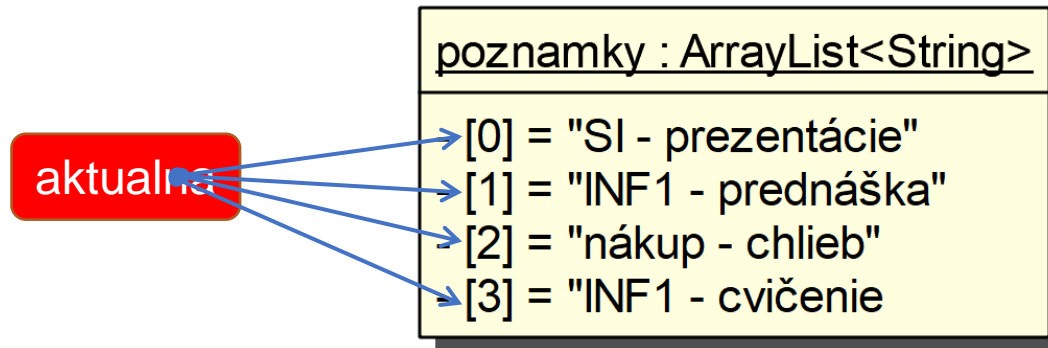 poznamky : ArrayList<String>
aktualna
- [0] = "SI - prezentácie"
- [1] = "INF1 - prednáška"
- [2] = "nákup - chlieb"
- [3] = "INF1 - cvičenie